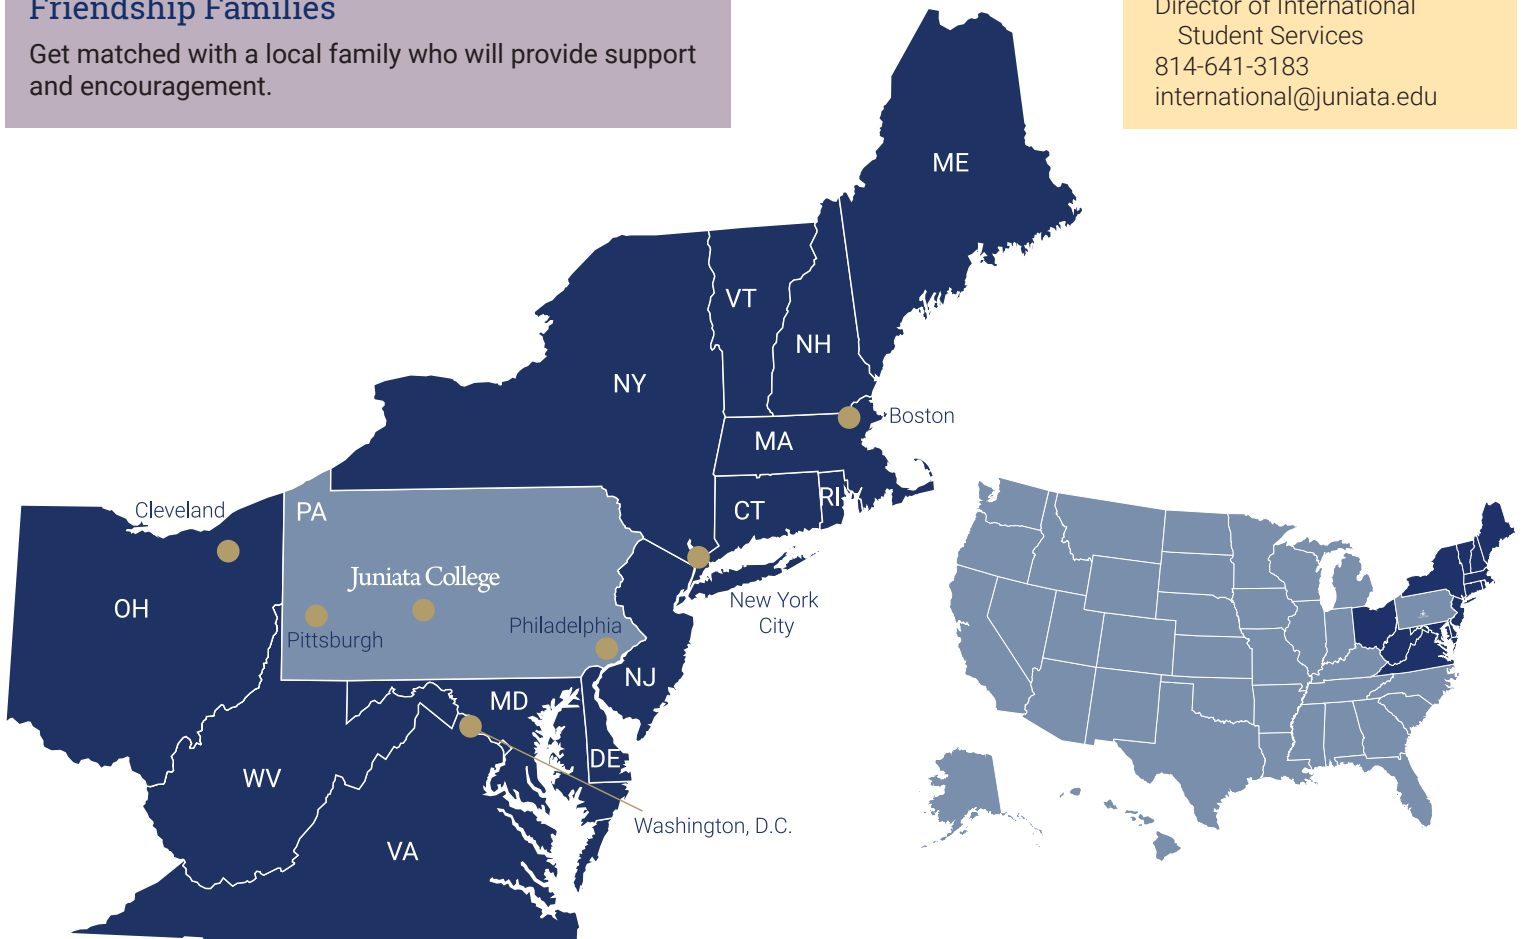 Friendship Families
Get matched with a local family who will provide support
and encouragement.
Director of International
Student Services
814-641-3183
international@juniata.edu
ME
VT
NH
NY
Boston
MA
CT
RI
Cleveland
PA
Juniata College
OH
Pittsburgh
Philadelphia
New York
City
NJ
MD
DE
WV
Washington, D.C.
VA